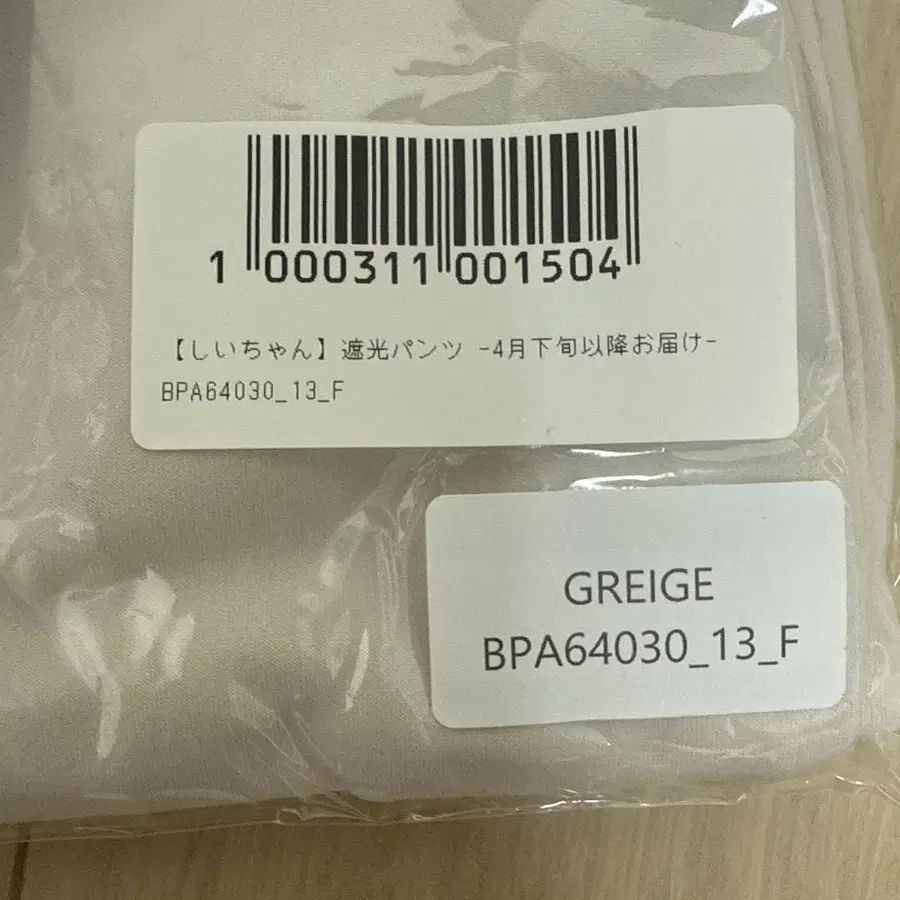 1 000311 001504
【しいちゃん】遮光パンツ -4月下旬以降お届け-
BPA64030_13_F
GREIGE
BPA64030_13_F